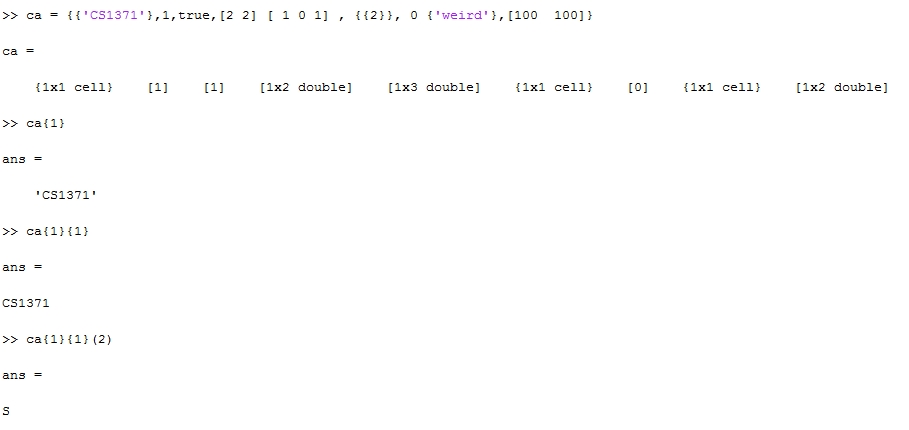 >> ca = {{'CS1371'},1,true,[2 2] [ 1 0 1] , {{2}}, 0 {'weird'},[100  100]}
ca =
{1x1 cell}    [1]    [1]    [1x2 double]    [1x3 double]    {1x1 cell}    [0]    {1x1 cell}    [1x2 double]
>> ca{1}
ans =
'CS1371'
>> ca{1}{1}
ans =
CS1371
>> ca{1}{1}(2)
ans =
S